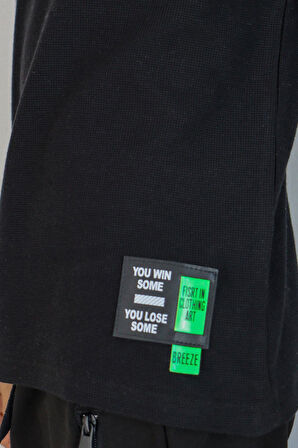 YOU WIN
SOME
YOU LOSE
SOME
FISRT IN
CLOTHING
ART
BREEZE